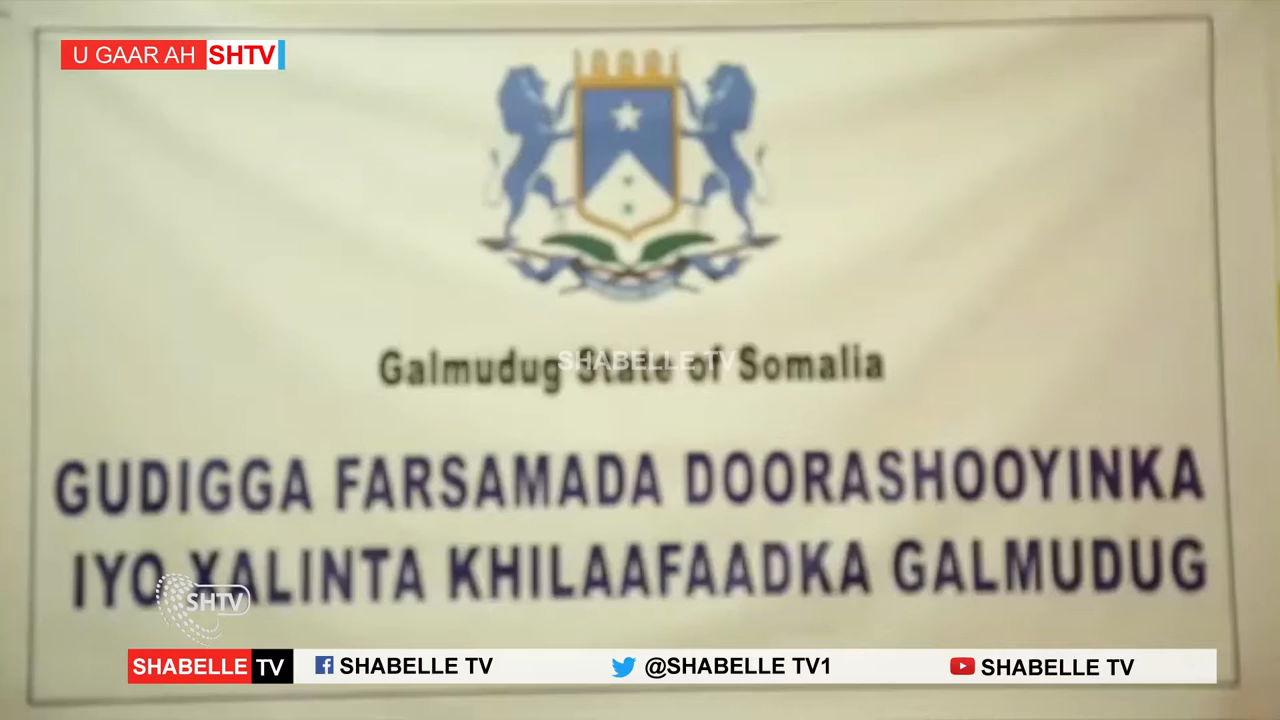 U GAAR AH SHTV
Galmudug State of Somalia
SHABELLE TV
GUDIGGA FARSAMADA DOORASHOOYINKA
IYO XALINTA KHILAAFAADKA GALMUDUG
SHTV
SHABELLE TV SHABELLE TV @SHABELLE TV1 SHABELLE TV